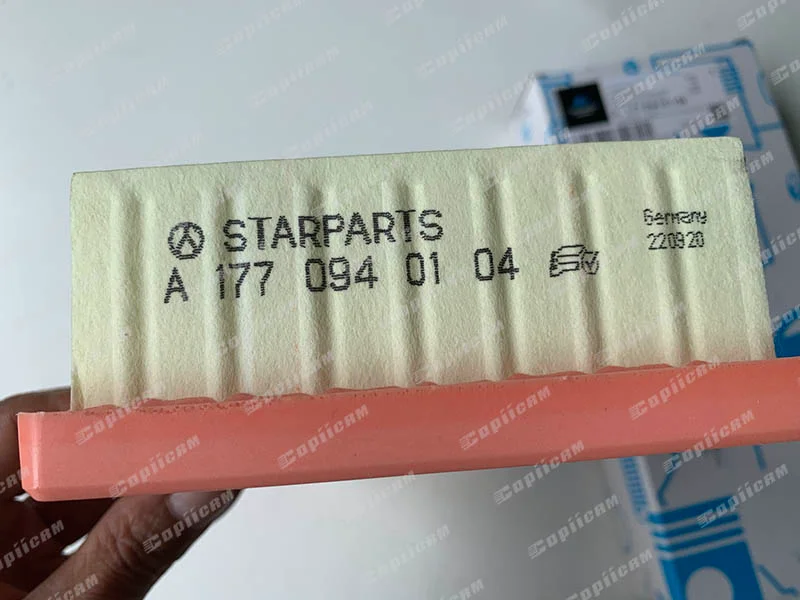 STARPARTS
A 177 094 01 04
Germany
220920
Copiicam